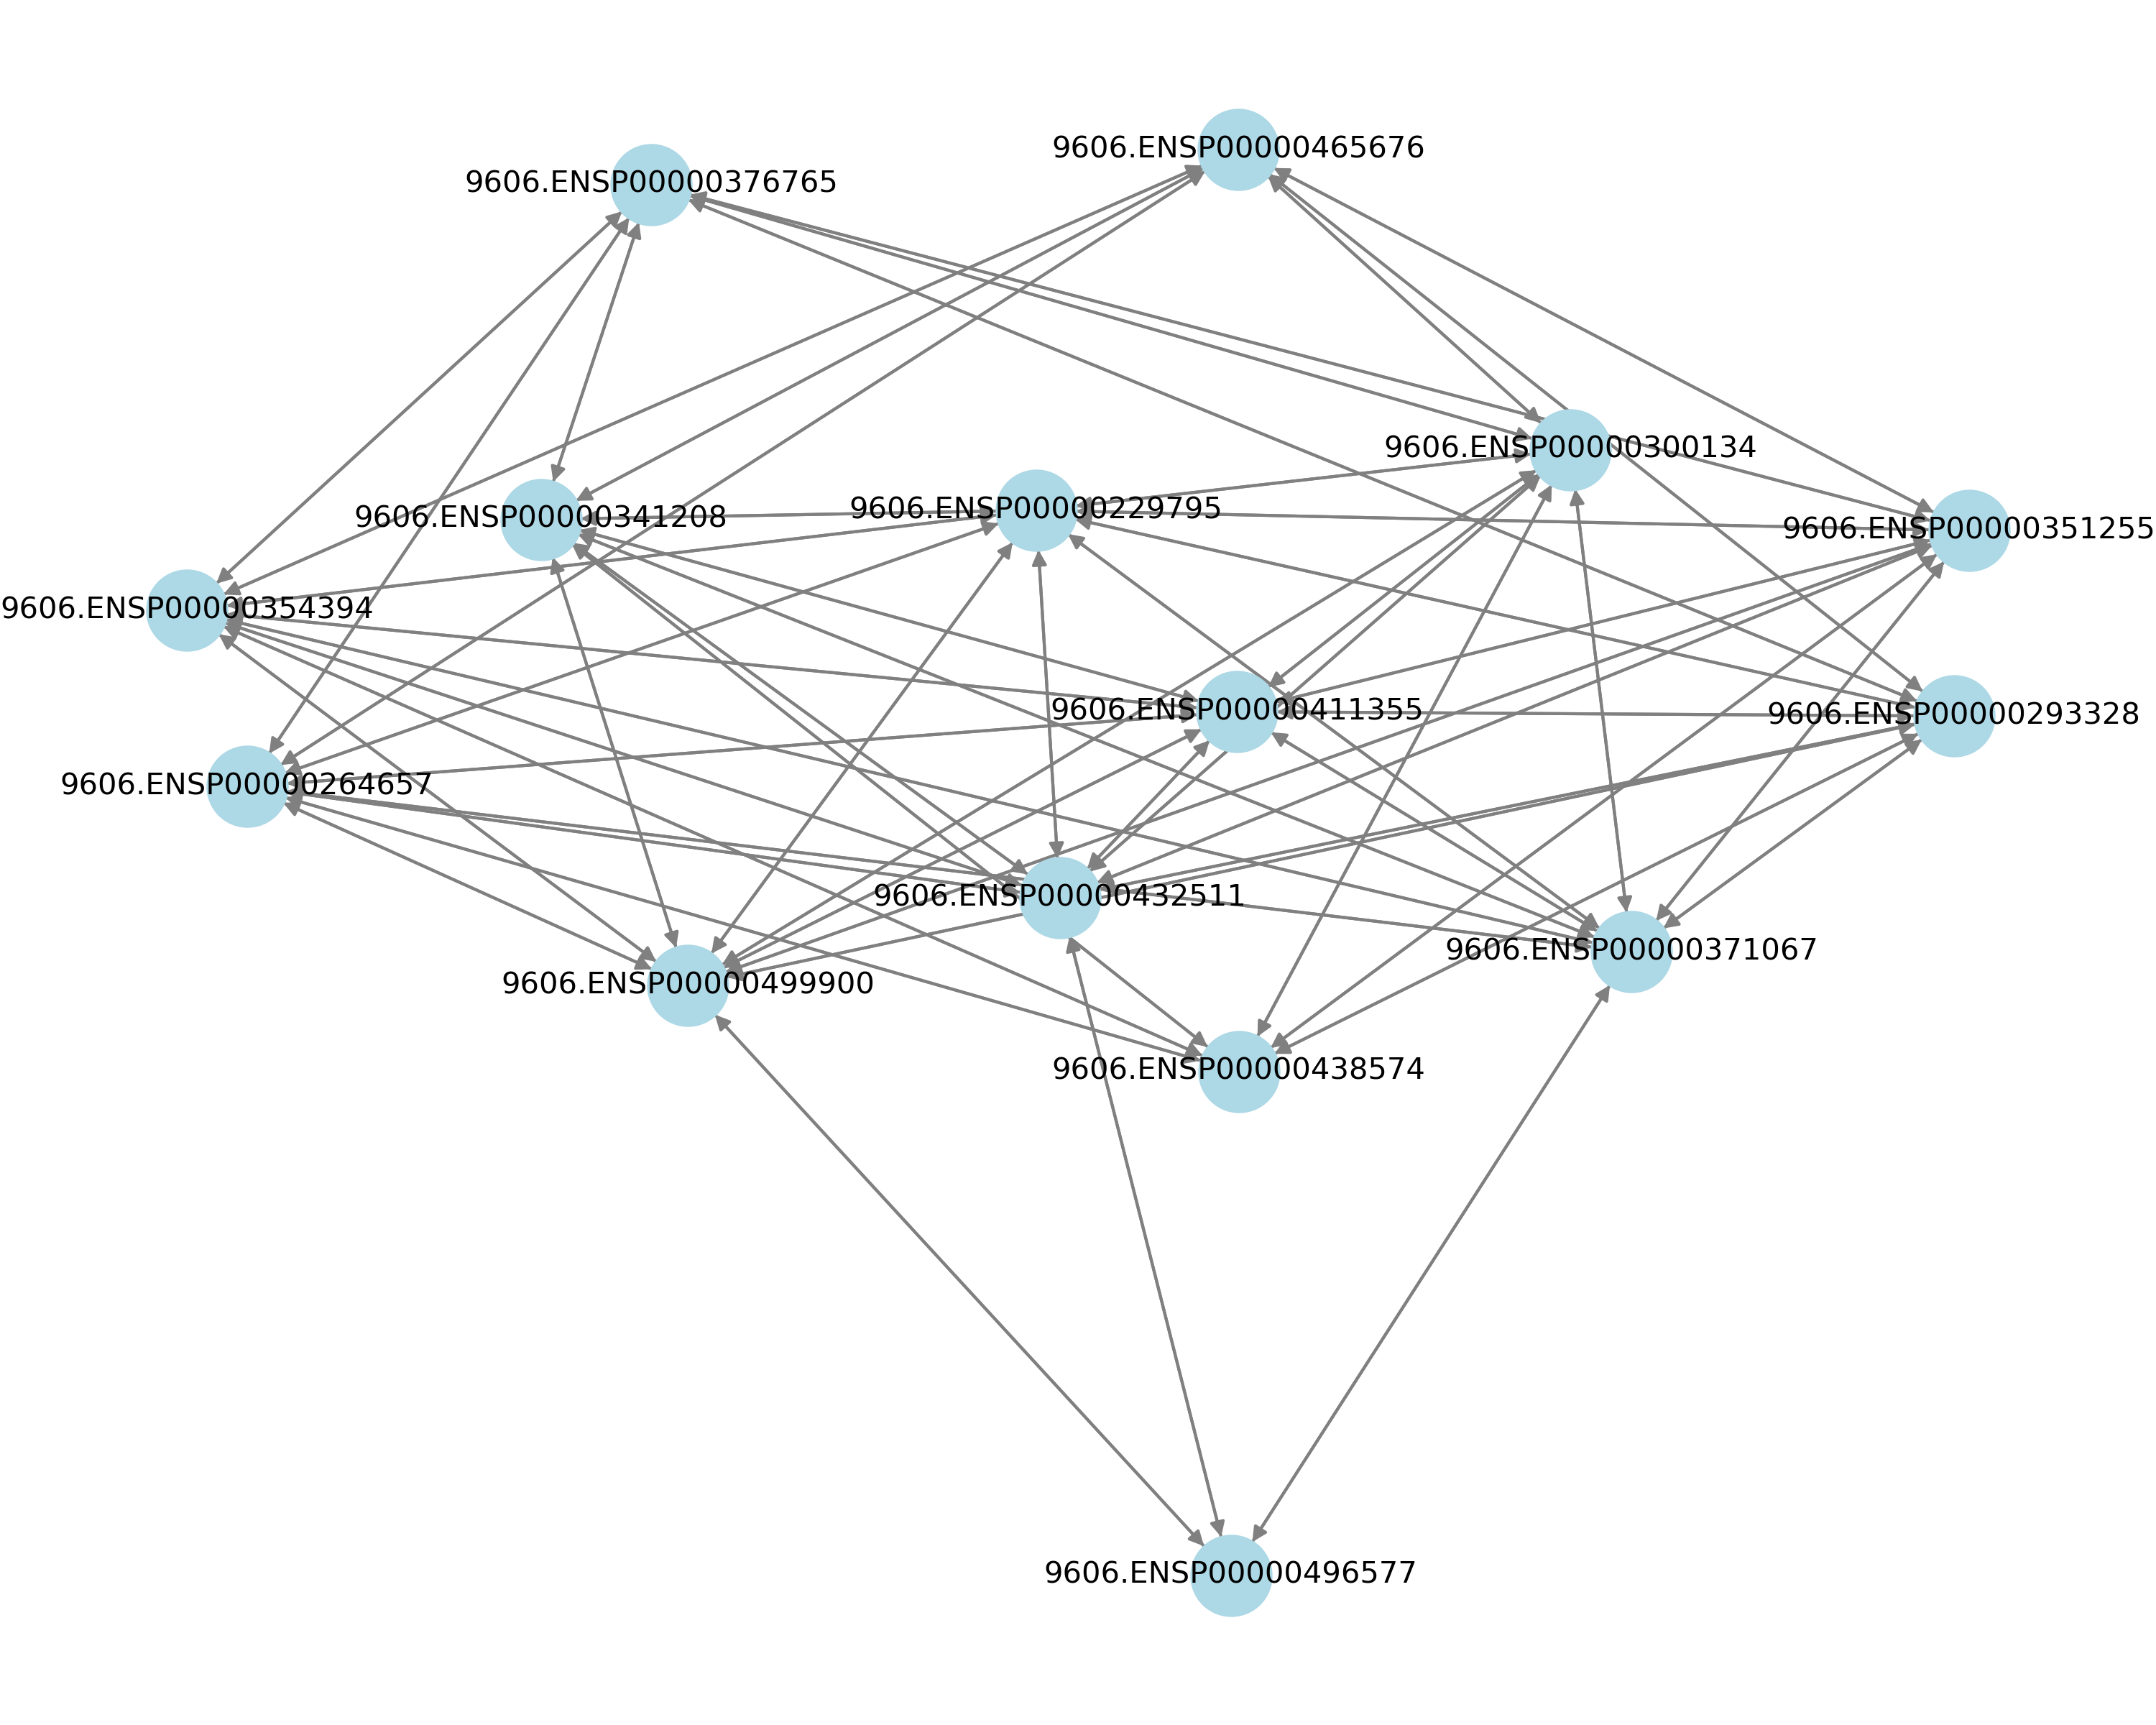 9606.ENSP00000465676
9606.ENSP00000376765
9606.ENSP00000300134
9606.ENSP00000229795
9606.ENSP00000341208
9606.ENSP00000351255
9606.ENSP00000354394
9606.ENSP00000411355
9606.ENSP00000293328
9606.ENSP00000264657
9606.ENSP00000432511
9606.ENSP00000371067
9606.ENSP00000499900
9606.ENSP00000438574
9606.ENSP00000496577